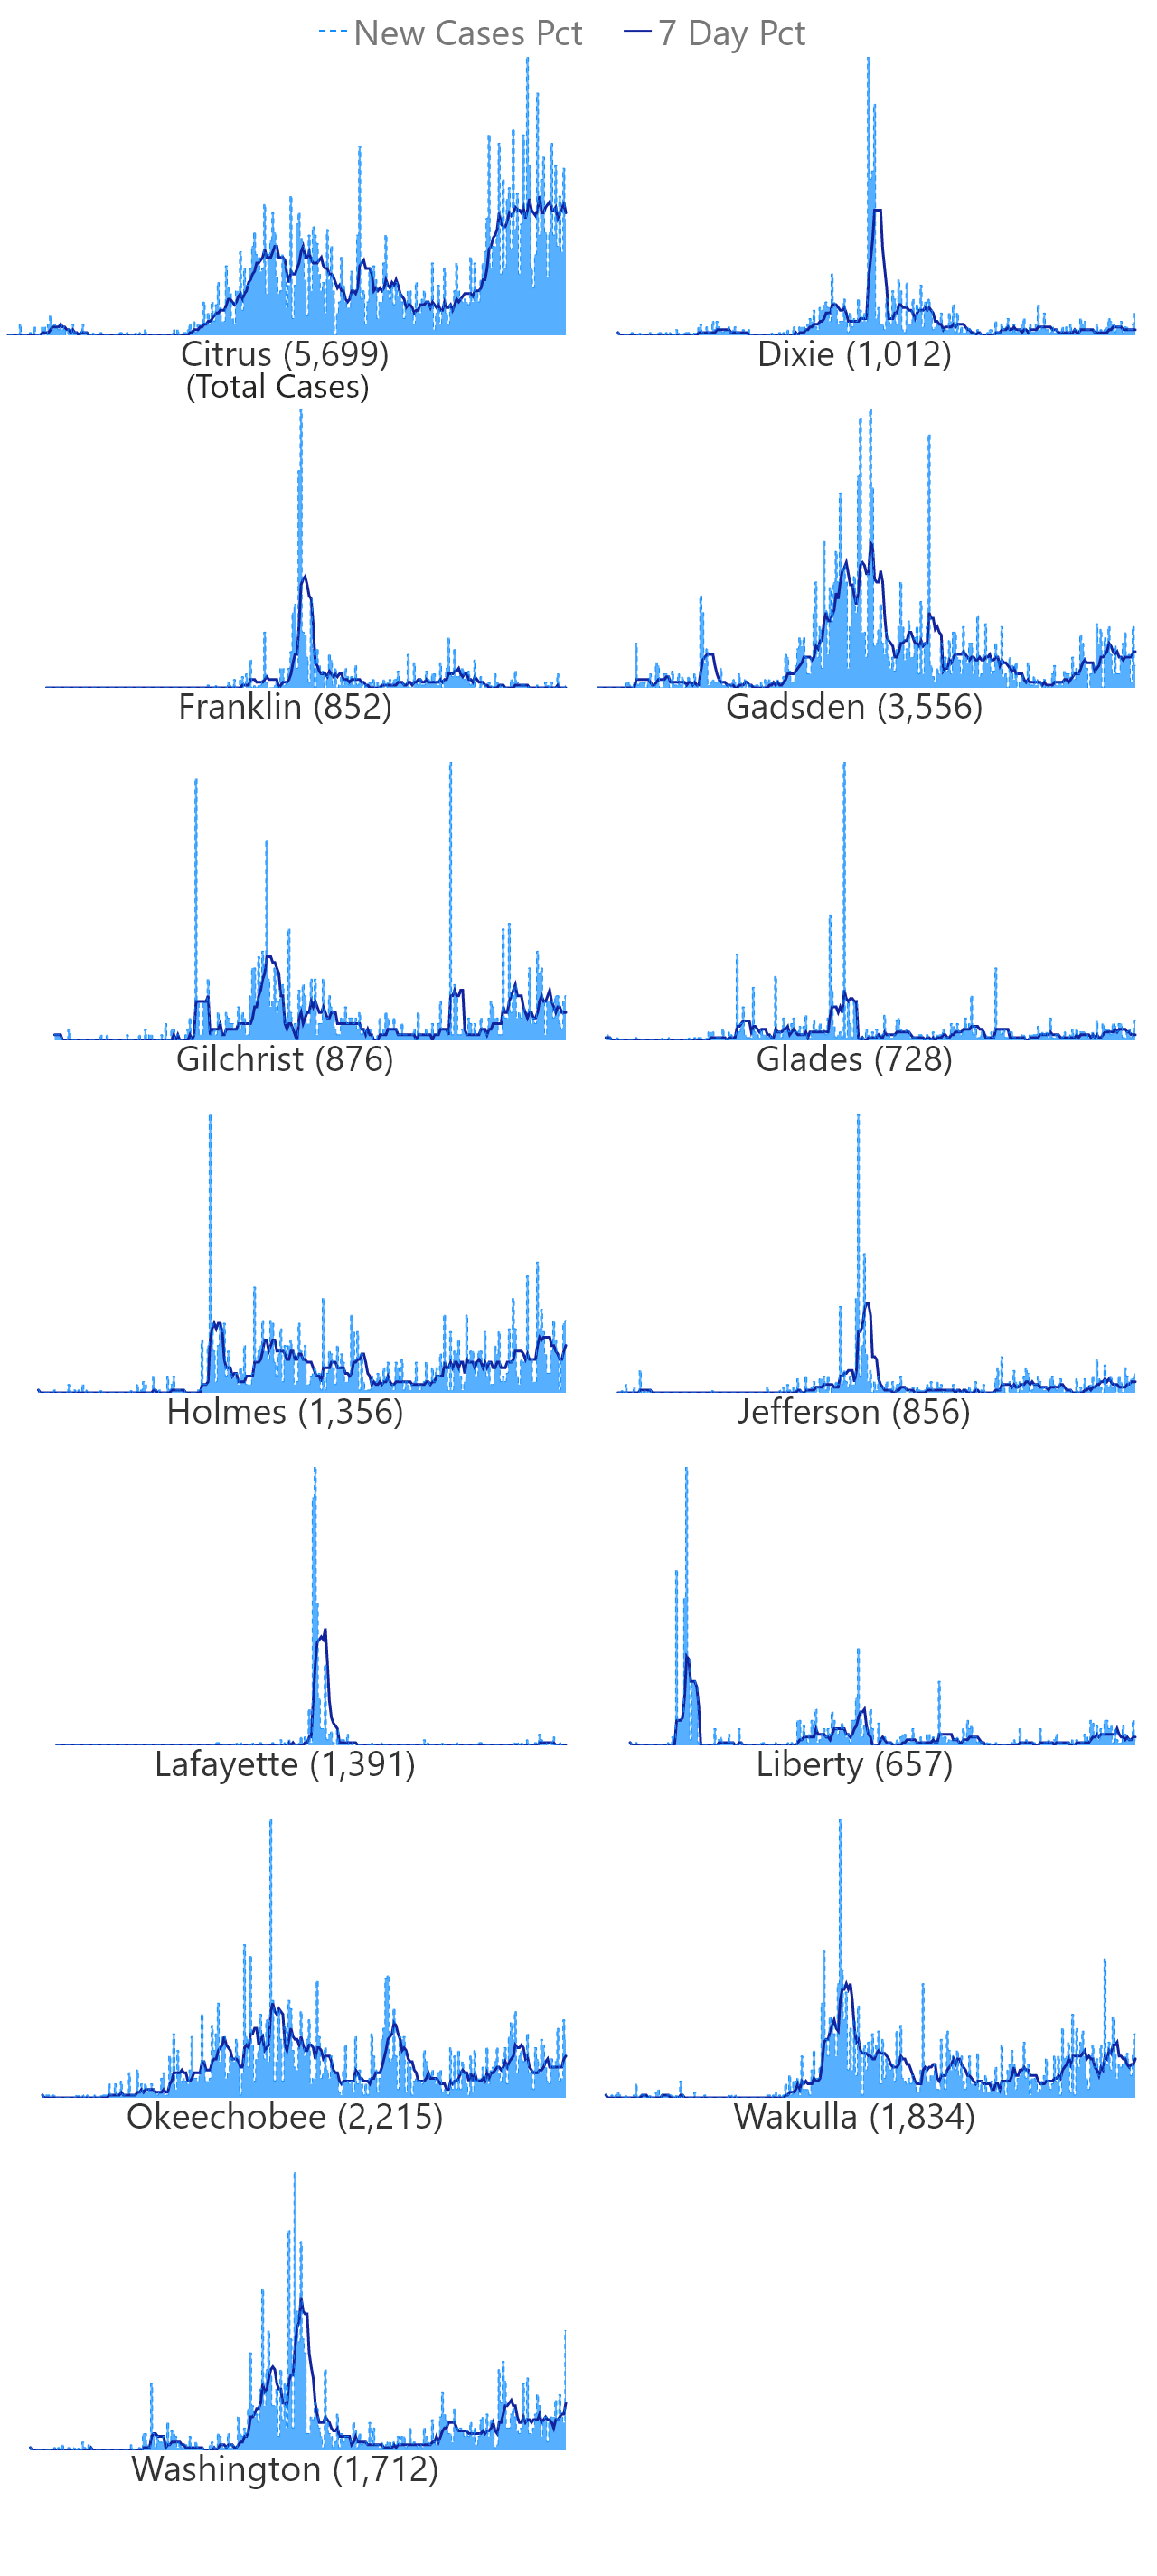 New Cases Pct 7 Day Pct
Citrus (5,699) Dixie (1,012)
(Total Cases)
Franklin (852) Gadsden (3,556)
Gilchrist (876) Glades (728)
Holmes (1,356) Jefferson (856)
Lafayette (1,391) Liberty (657)
Okeechobee (2,215) Wakulla (1,834)
Washington (1,712)